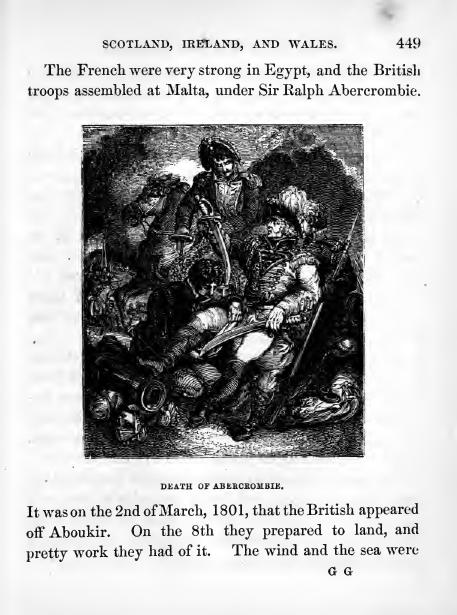 SCOTLAND, IRELAND, AND WALES. 449
The French were very strong in Egypt, and the British
troops assembled at Malta, under Sir Ralph Abercrombie.
DEATH OF ABERCROMBIE.
It was on the 2nd of March, 1801, that the British appeared
off Aboukir. On the 8th they prepared to land, and
pretty work they had of it. The wind and the sea were
G G